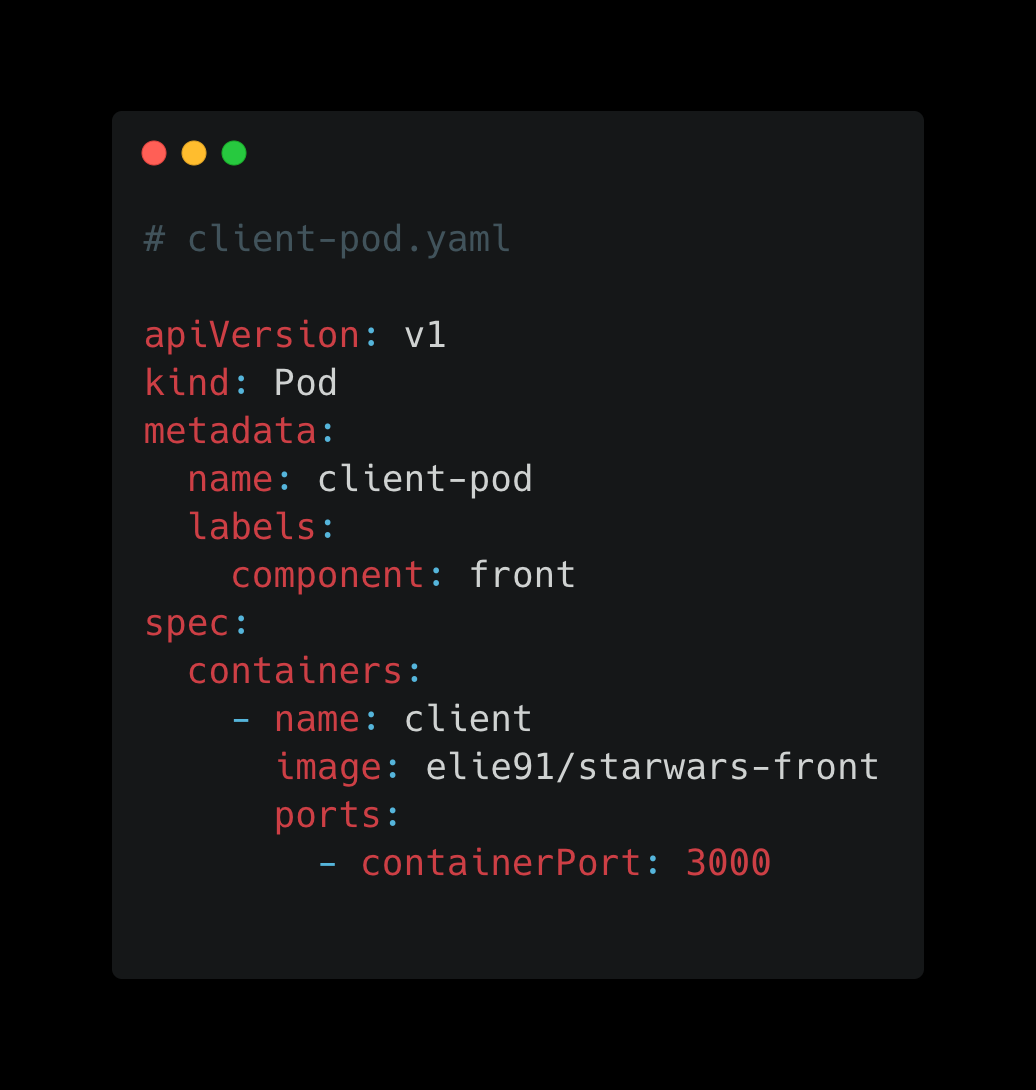 # client-pod.yaml

apiVersion: v1
kind: Pod
metadata:
  name: client-pod
  labels:
    component: front
spec:
  containers:
    - name: client
      image: elie91/starwars-front
      ports:
        - containerPort: 3000